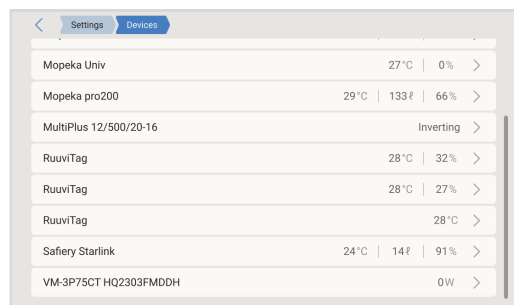 Settings Devices
Mopeka Univ 27°C 0%
Mopeka pro200 29°C 133ℓ 66%
MultiPlus 12/500/20-16 Inverting
RuuviTag 28°C 32%
RuuviTag 28°C 27%
RuuviTag 28°C
Safiery Starlink 24°C 14ℓ 91%
VM-3P75CT HQ2303FMDDH 0W